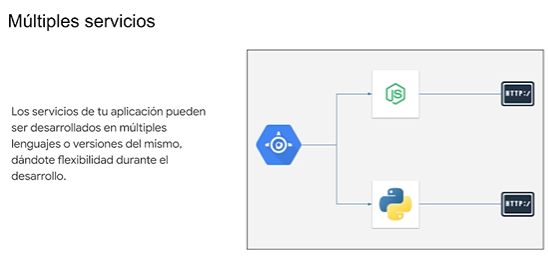 Múltiples servicios
Los servicios de tu aplicación pueden
ser desarrollados en múltiples
lenguajes o versiones del mismo,
dándote flexibilidad durante el
desarrollo.
JS
HTTP:/
HTTP:/